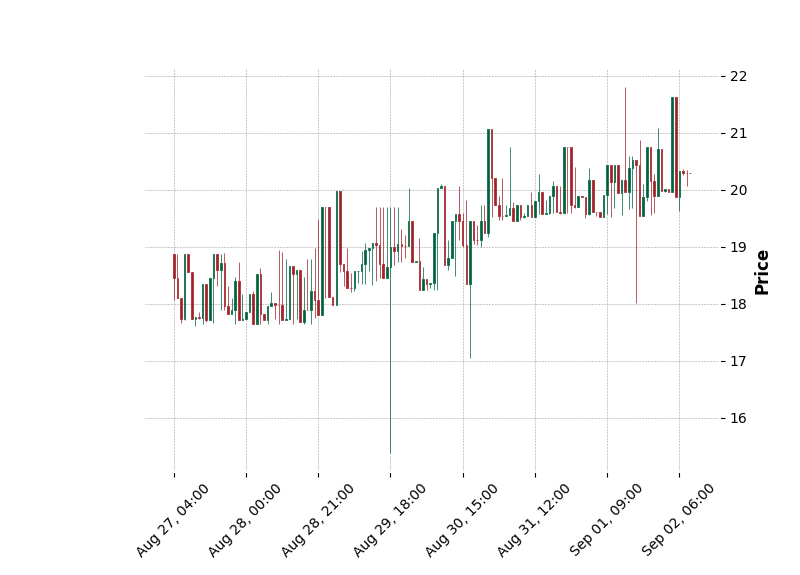 22
21
20
19
18
17
16
Price
Aug 27, 04:00
Aug 28, 00:00
Aug 28, 21:00
Aug 29, 18:00
Aug 30, 15:00
Aug 31, 12:00
Sep 01, 09:00
Sep 02, 06:00